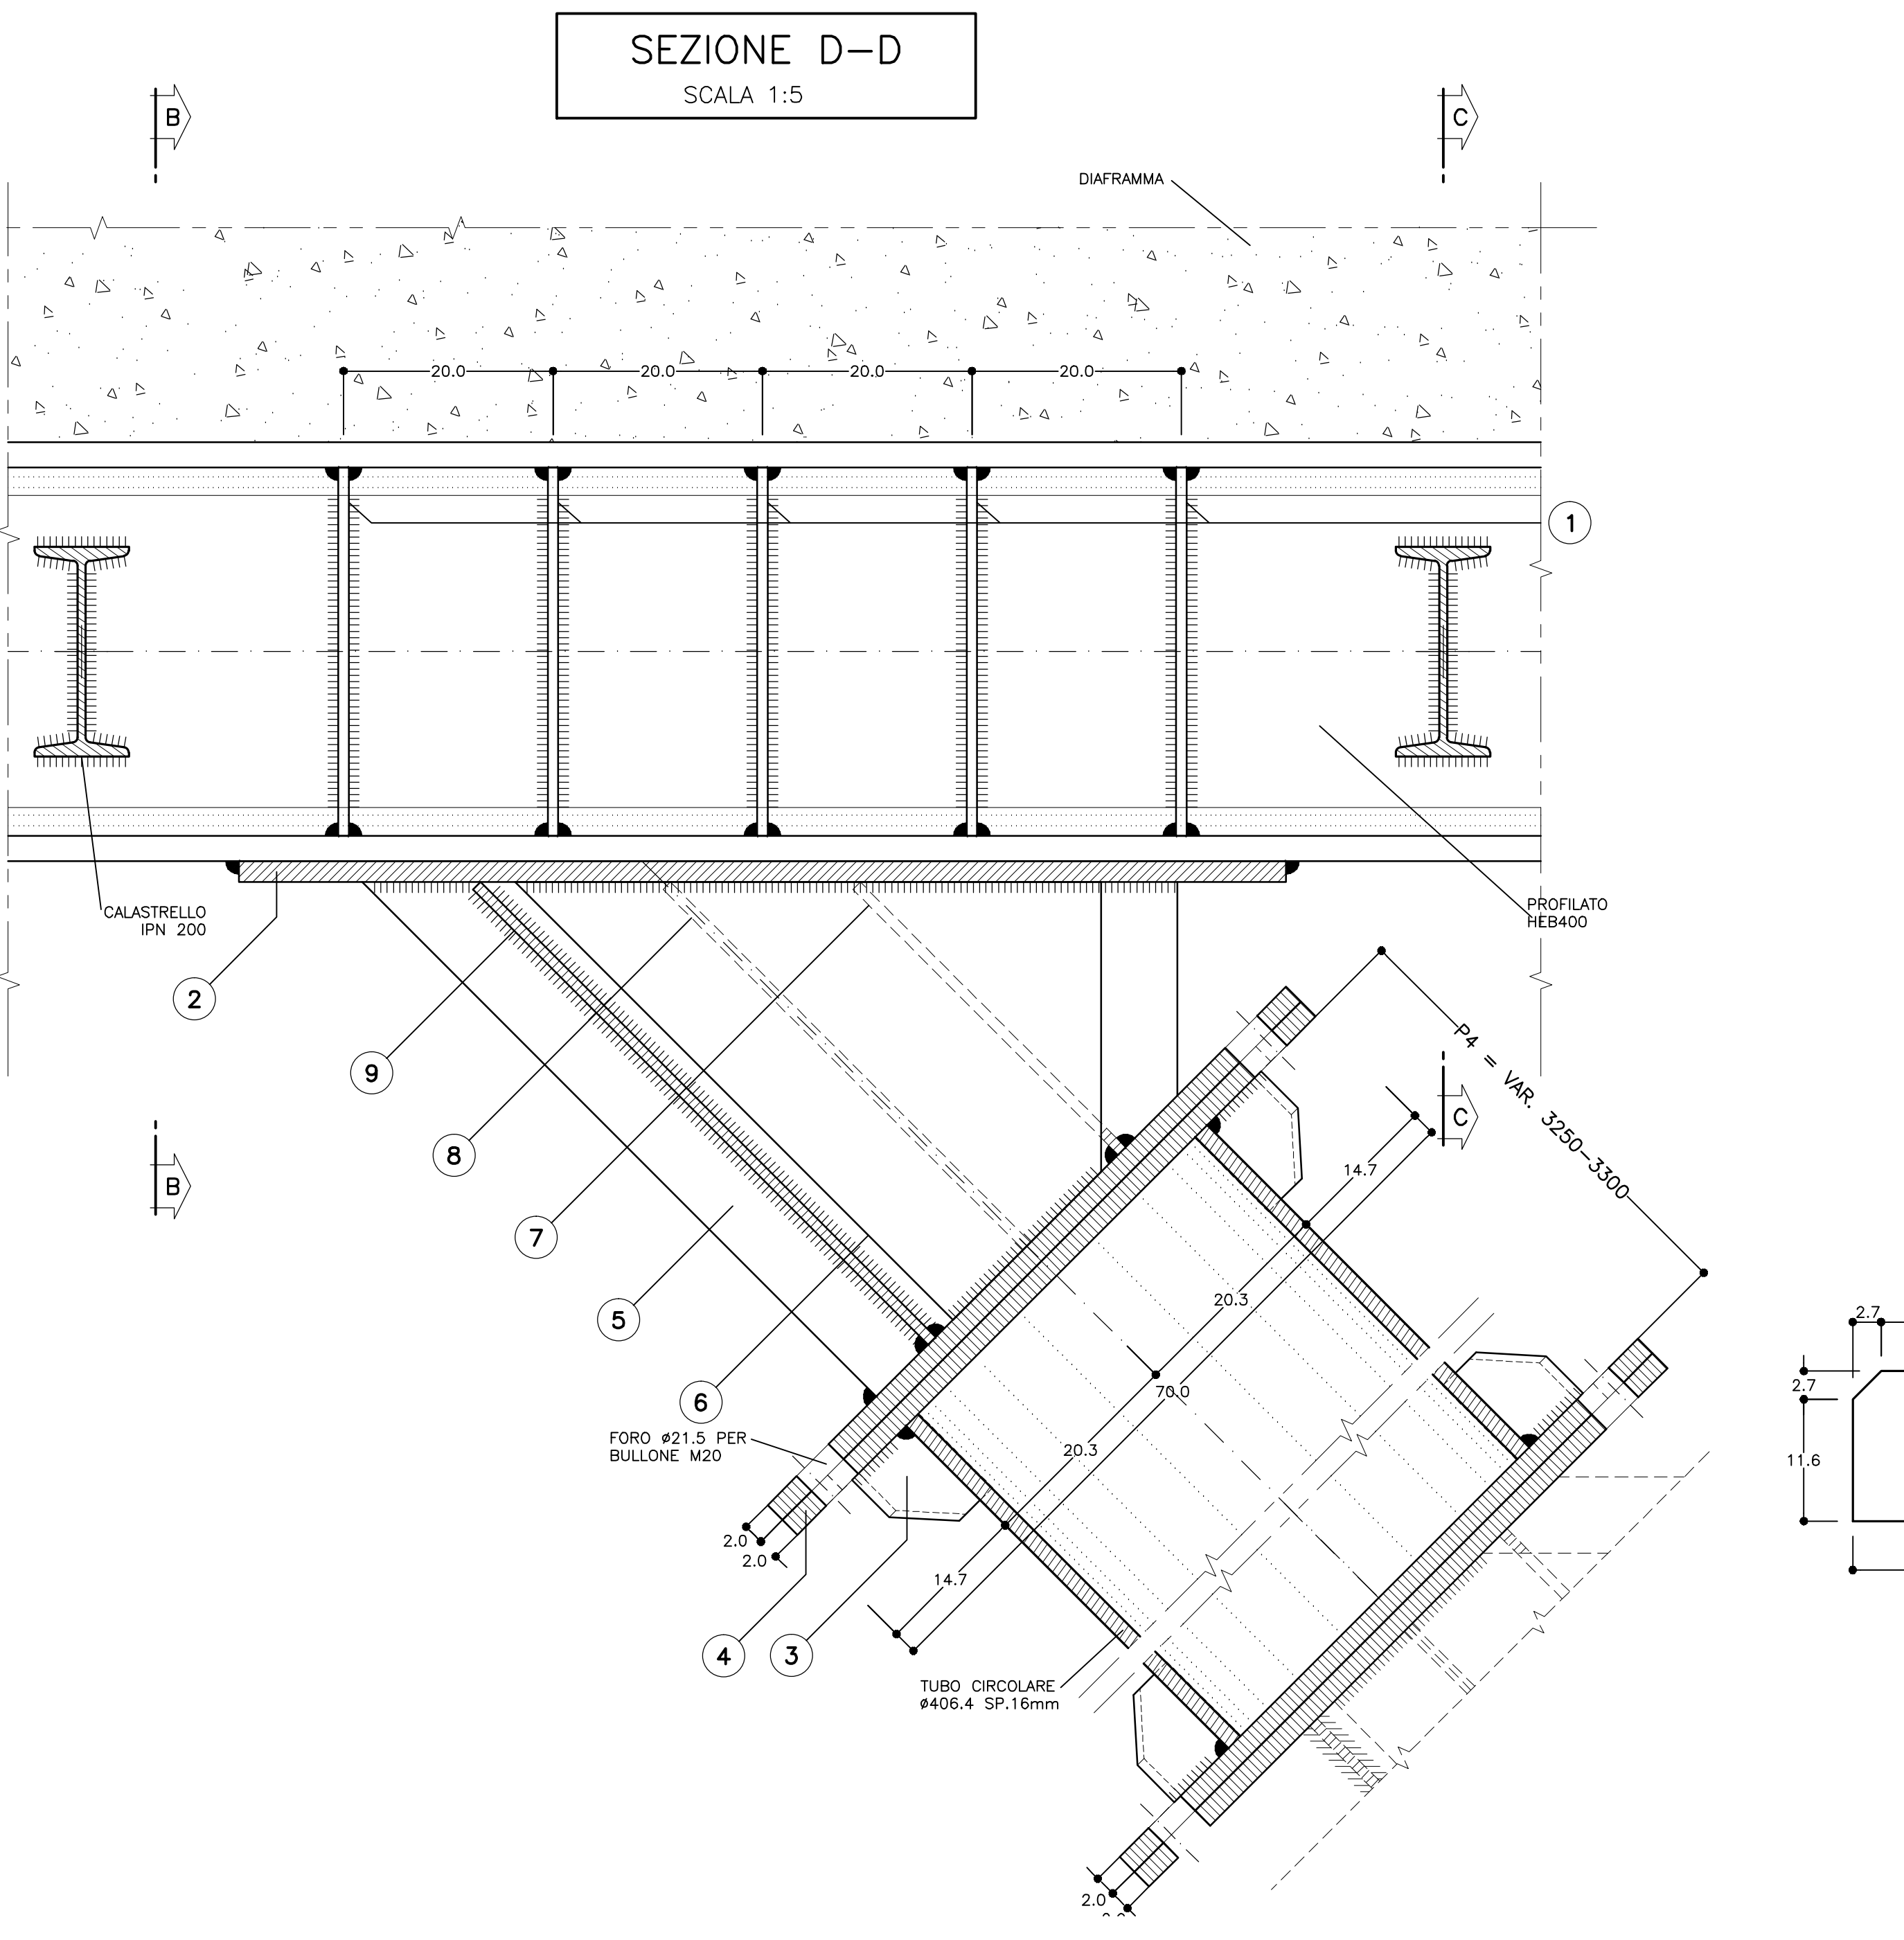 SEZIONE D–D
SCALA 1:5
B
C
DIAFRAMMA
20.0
20.0
20.0
20.0
1
CALASTRELLO
IPN 200
PROFILATO
HEB400
2
9
8
7
5
6
P4 = VAR. 3250–3300
C
B
14.7
20.3
70.0
20.3
14.7
FORO ø21.5 PER
BULLONE M20
2.0
2.0
4
3
TUBO CIRCOLARE
ø406.4 SP.16mm
2.0
2.7
2.7
11.6